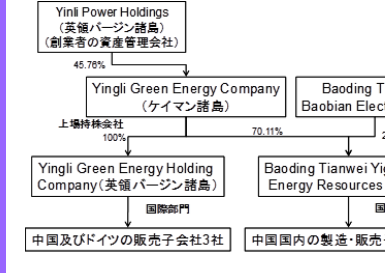 Yinli Power Holdings
（英領バージン諸島）
（創業者の資産管理会社）
45.76%
Yingli Green Energy Company
（ケイマン諸島）
Baoding T
Baobian Elec
上場持株会社
100%
70.11%
2
Yingli Green Energy Holding
Company（英領バージン諸島）
Baoding Tianwei Yi
Energy Resources
国際部門
国
中国及びドイツの販売子会社3社
中国国内の製造・販売